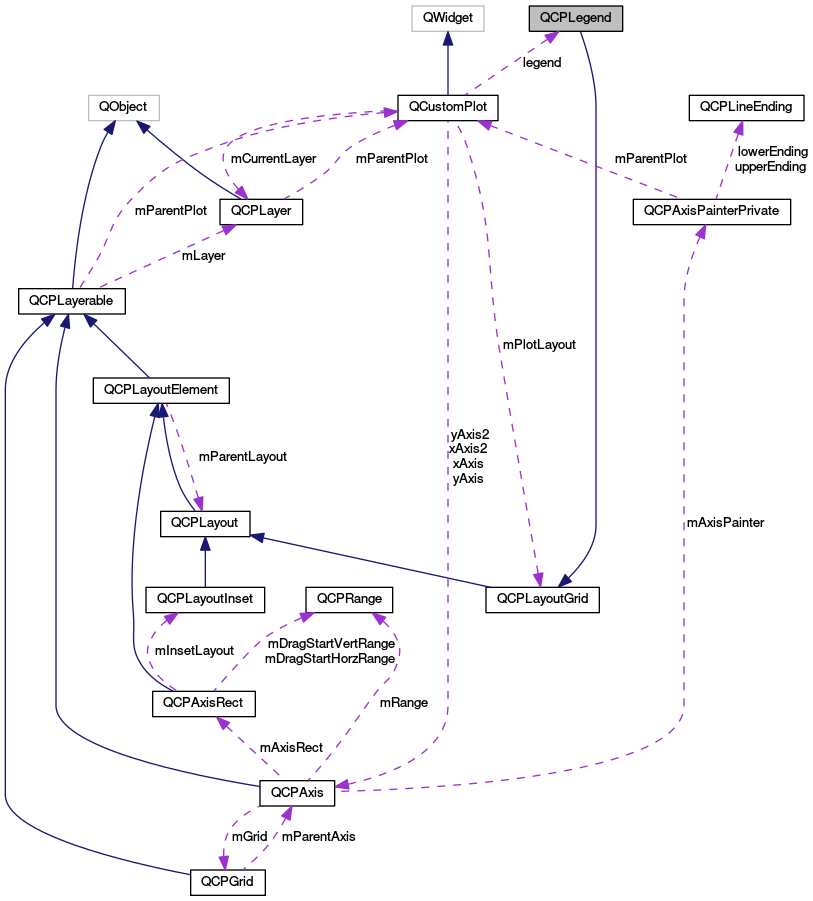 QWidget
QCPLegend
legend
QObject
QCustomPlot
QCPLineEnding
mCurrentLayer
mParentPlot
mParentPlot
lowerEnding
upperEnding
mParentPlot
QCPLayer
QCPAxisPainterPrivate
mLayer
QCPLayerable
mPlotLayout
QCPLayoutElement
yAxis2
xAxis2
xAxis
yAxis
mParentLayout
QCPLayout
mAxisPainter
QCPLayoutInset
QCPRange
QCPLayoutGrid
mInsetLayout
mDragStartVertRange
mDragStartHorzRange
QCPAxisRect
mRange
mAxisRect
QCPAxis
mGrid
mParentAxis
QCPGrid